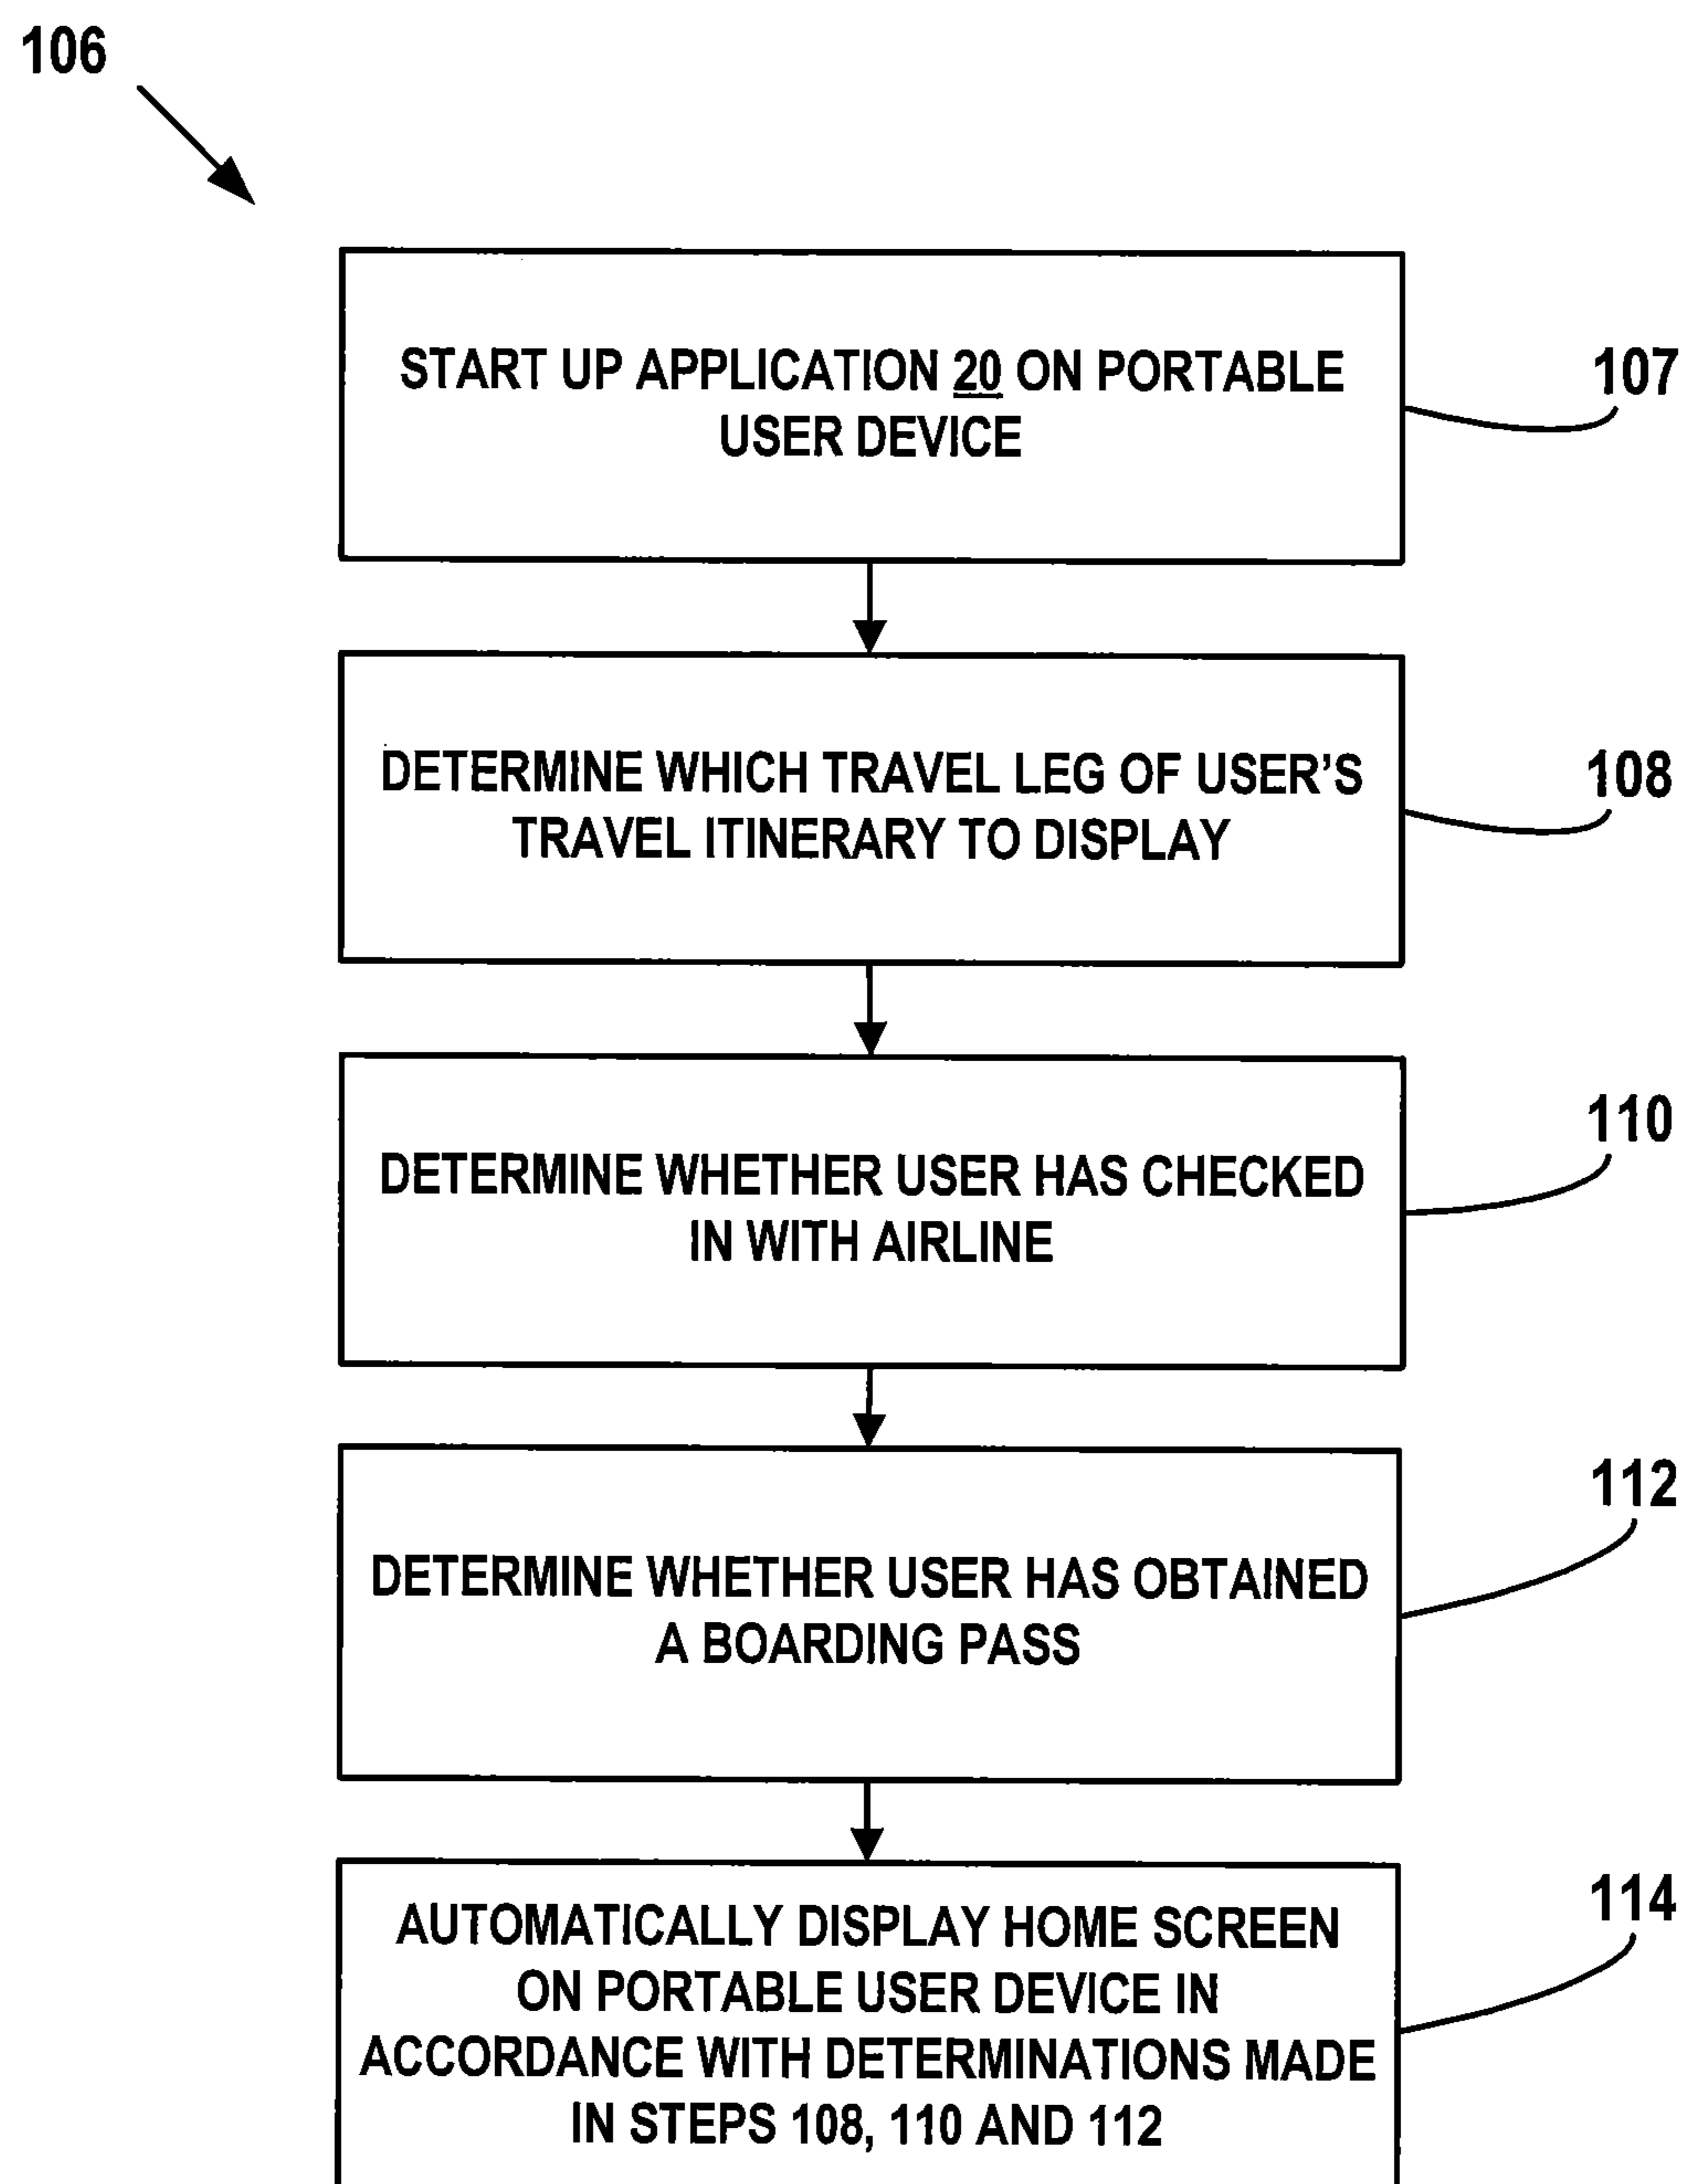 106
START UP APPLICATION 20 ON PORTABLE
USER DEVICE
107
DETERMINE WHICH TRAVEL LEG OF USER'S
TRAVEL ITINERARY TO DISPLAY
108
DETERMINE WHETHER USER HAS CHECKED
IN WITH AIRLINE
110
DETERMINE WHETHER USER HAS OBTAINED
A BOARDING PASS
112
AUTOMATICALLY DISPLAY HOME SCREEN
ON PORTABLE USER DEVICE IN
ACCORDANCE WITH DETERMINATIONS MADE
IN STEPS 108, 110 AND 112
114